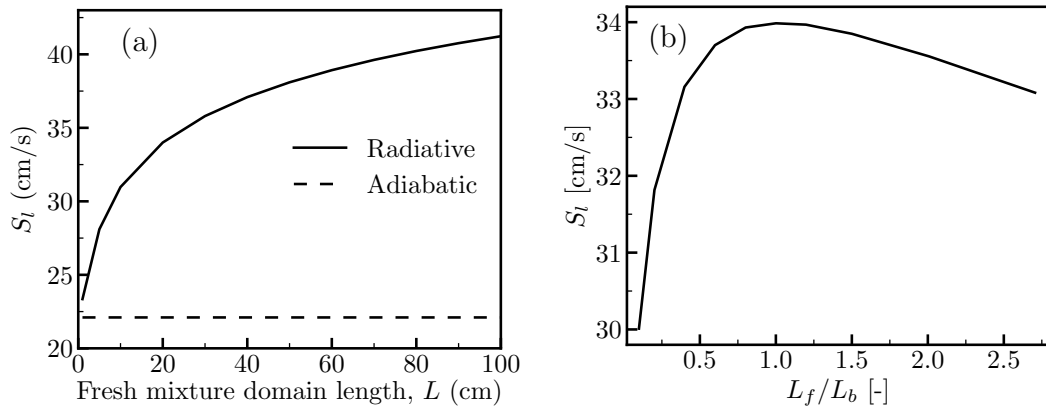 (a)
40
35
30
25
20
S_l (cm/s)
Radiative
Adiabatic
0 20 40 60 80 100
Fresh mixture domain length, L (cm)
(b)
34
33
32
31
30
S_l [cm/s]
0.5 1.0 1.5 2.0 2.5
L_f/L_b [-]